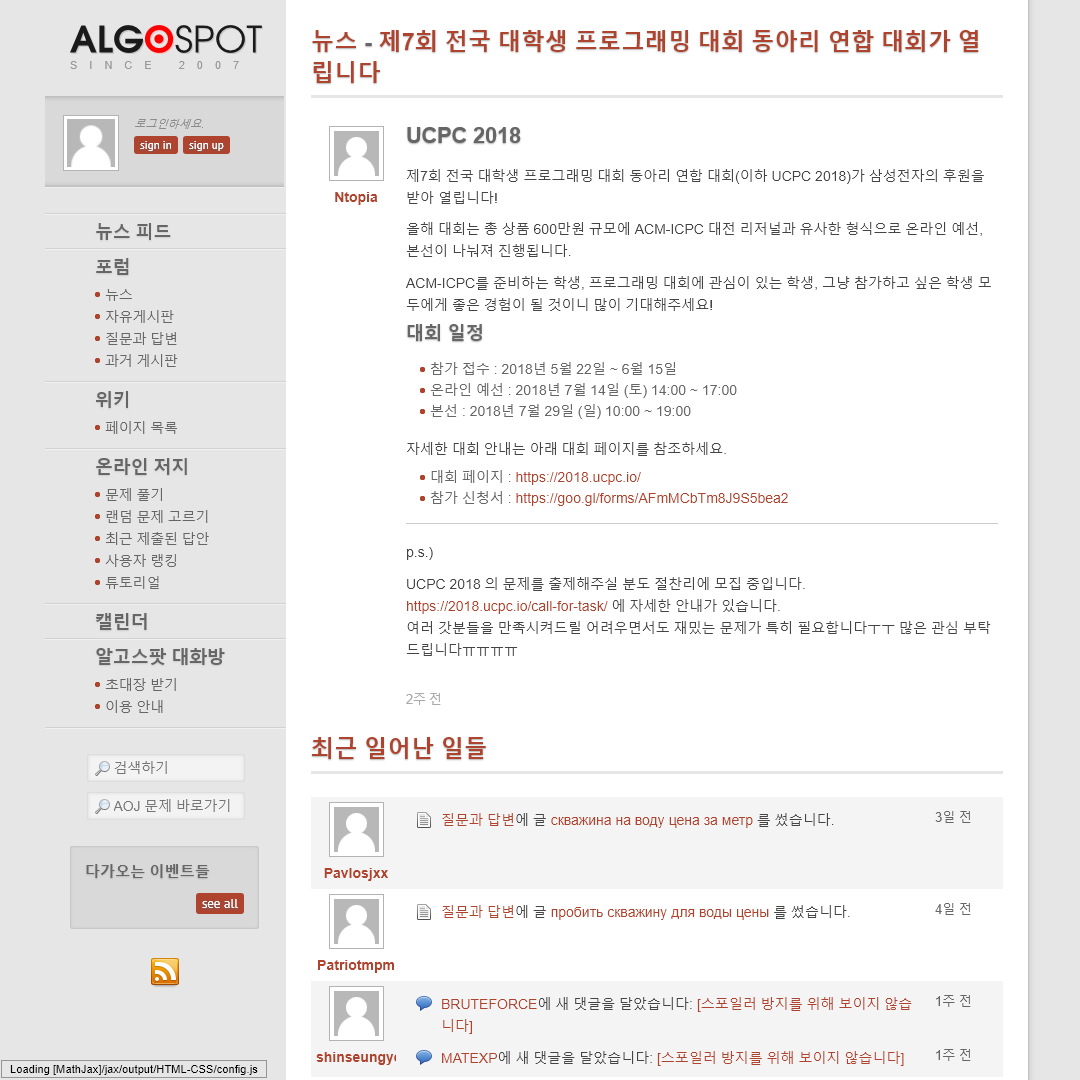 ALGOSPOT
SINCE 2007
로그인하세요.
sign in sign up
뉴스 피드
포럼
뉴스
자유게시판
질문과 답변
과거 게시판
위키
페이지 목록
온라인 저지
문제 풀기
랜덤 문제 고르기
최근 제출된 답안
사용자 랭킹
튜토리얼
캘린더
알고스팟 대화방
초대장 받기
이용 안내
검색하기
AOJ 문제 바로가기
다가오는 이벤트들
see all
뉴스 - 제7회 전국 대학생 프로그래밍 대회 동아리 연합 대회가 열
립니다
Ntopia
UCPC 2018
제7회 전국 대학생 프로그래밍 대회 동아리 연합 대회(이하 UCPC 2018)가 삼성전자의 후원을
받아 열립니다!
올해 대회는 총 상품 600만원 규모에 ACM-ICPC 대전 리저널과 유사한 형식으로 온라인 예선,
본선이 나눠져 진행됩니다.
ACM-ICPC를 준비하는 학생, 프로그래밍 대회에 관심이 있는 학생, 그냥 참가하고 싶은 학생 모
두에게 좋은 경험이 될 것이니 많이 기대해주세요!
대회 일정
참가 접수 : 2018년 5월 22일 ~ 6월 15일
온라인 예선 : 2018년 7월 14일 (토) 14:00 ~ 17:00
본선 : 2018년 7월 29일 (일) 10:00 ~ 19:00
자세한 대회 안내는 아래 대회 페이지를 참조하세요.
대회 페이지 : https://2018.ucpc.io/
참가 신청서 : https://goo.gl/forms/AFmMCbTm8J9S5bea2
p.s.)
UCPC 2018 의 문제를 출제해주실 분도 절찬리에 모집 중입니다.
https://2018.ucpc.io/call-for-task/ 에 자세한 안내가 있습니다.
여러 갓분들을 만족시켜드릴 어려우면서도 재밌는 문제가 특히 필요합니다ㅜㅜ 많은 관심 부탁
드립니다ㅠㅠㅠㅠ
2주 전
최근 일어난 일들
질문과 답변에 글 скважина на воду цена за метр 를 썼습니다. 3일 전
Pavlosjxx
질문과 답변에 글 пробить скважину для воды цены 를 썼습니다. 4일 전
Patriotmpm
BRUTEFORCE에 새 댓글을 달았습니다: [스포일러 방지를 위해 보이지 않습 1주 전
니다]
shinseungy
MATEXP에 새 댓글을 달았습니다: [스포일러 방지를 위해 보이지 않습니다] 1주 전
Loading [MathJax]/jax/output/HTML-CSS/config.js